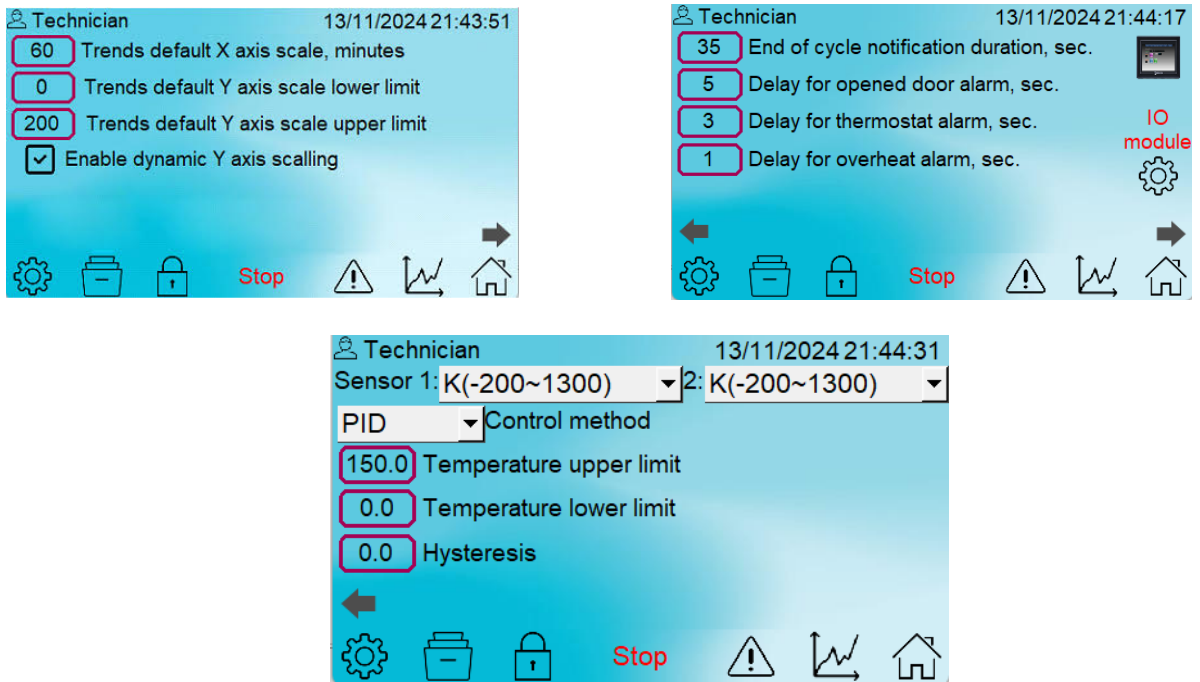 Technician 13/11/2024 21:43:51
60 Trends default X axis scale, minutes
0 Trends default Y axis scale lower limit
200 Trends default Y axis scale upper limit
Enable dynamic Y axis scalling
Stop
Technician 13/11/2024 21:44:17
35 End of cycle notification duration, sec.
5 Delay for opened door alarm, sec.
3 Delay for thermostat alarm, sec.
1 Delay for overheat alarm, sec.
IO
module
Stop
Technician 13/11/2024 21:44:31
Sensor 1: K(-200~1300) 2: K(-200~1300)
PID Control method
150.0 Temperature upper limit
0.0 Temperature lower limit
0.0 Hysteresis
Stop